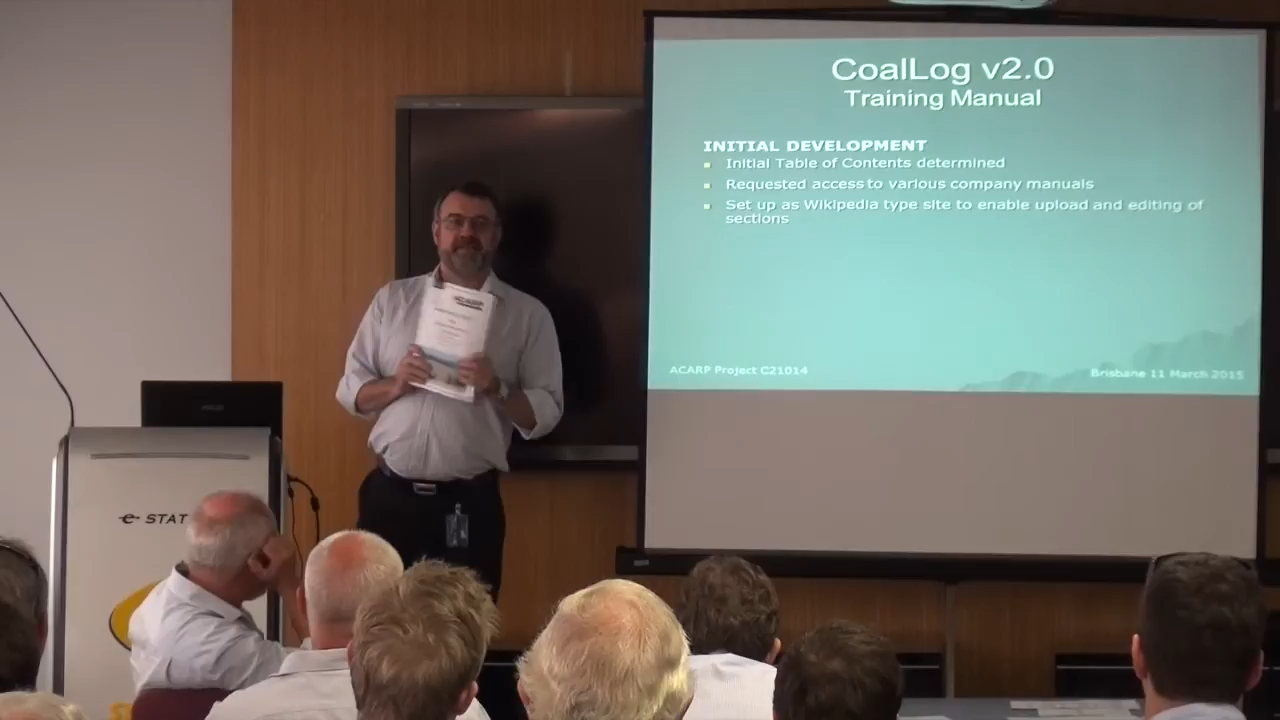 CoalLog v2.0
Training Manual
INITIAL DEVELOPMENT
Initial Table of Contents determined
Requested access to various company manuals
Set up as Wikipedia type site to enable upload and editing of
sections
ACARP Project C21014
Brisbane 11 March 2015
ACARP
e-STAT